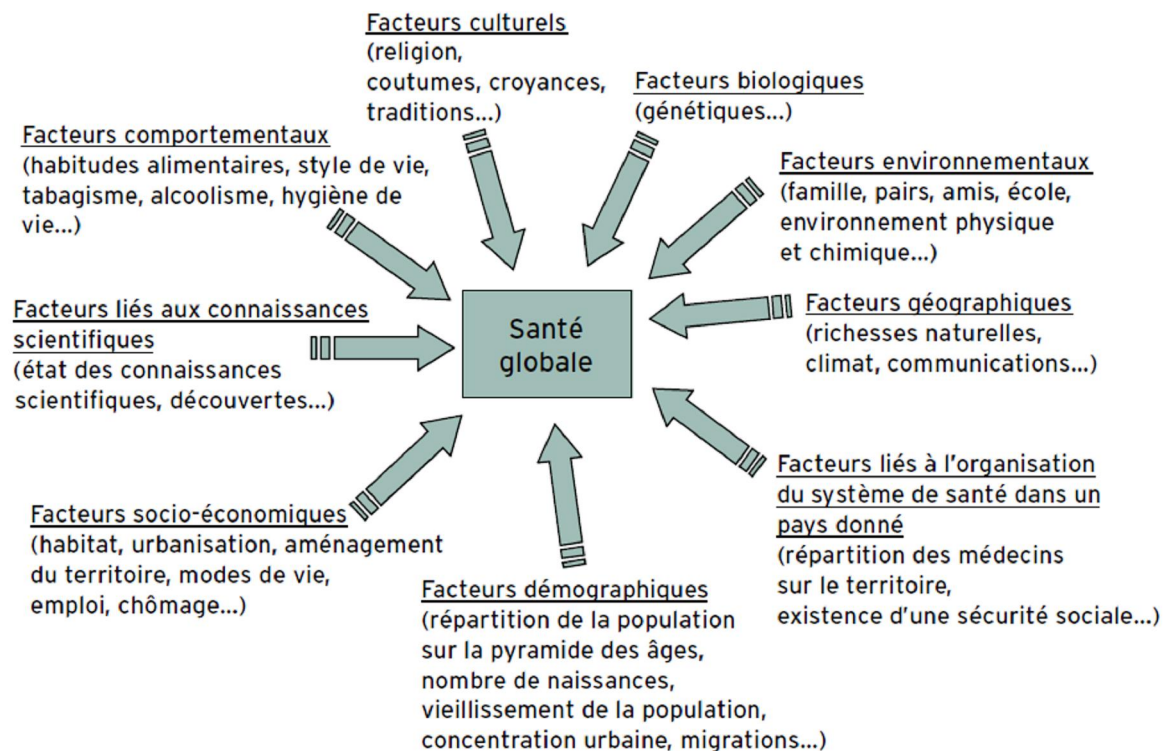 Facteurs culturels
(religion,
coutumes, croyances,
traditions...)
Facteurs biologiques
(génétiques...)
Facteurs comportementaux
(habitudes alimentaires, style de vie,
tabagisme, alcoolisme, hygiène de
vie...)
Facteurs environnementaux
(famille, pairs, amis, école,
environnement physique
et chimique...)
Facteurs liés aux connaissances
scientifiques
(état des connaissances
scientifiques, découvertes...)
Santé
globale
Facteurs géographiques
(richesses naturelles,
climat, communications...)
Facteurs socio-économiques
(habitat, urbanisation, aménagement
du territoire, modes de vie,
emploi, chômage...)
Facteurs démographiques
(répartition de la population
sur la pyramide des âges,
nombre de naissances,
vieillissement de la population,
concentration urbaine, migrations...)
Facteurs liés à l'organisation
du système de santé dans un
pays donné
(répartition des médecins
sur le territoire,
existence d'une sécurité sociale...)